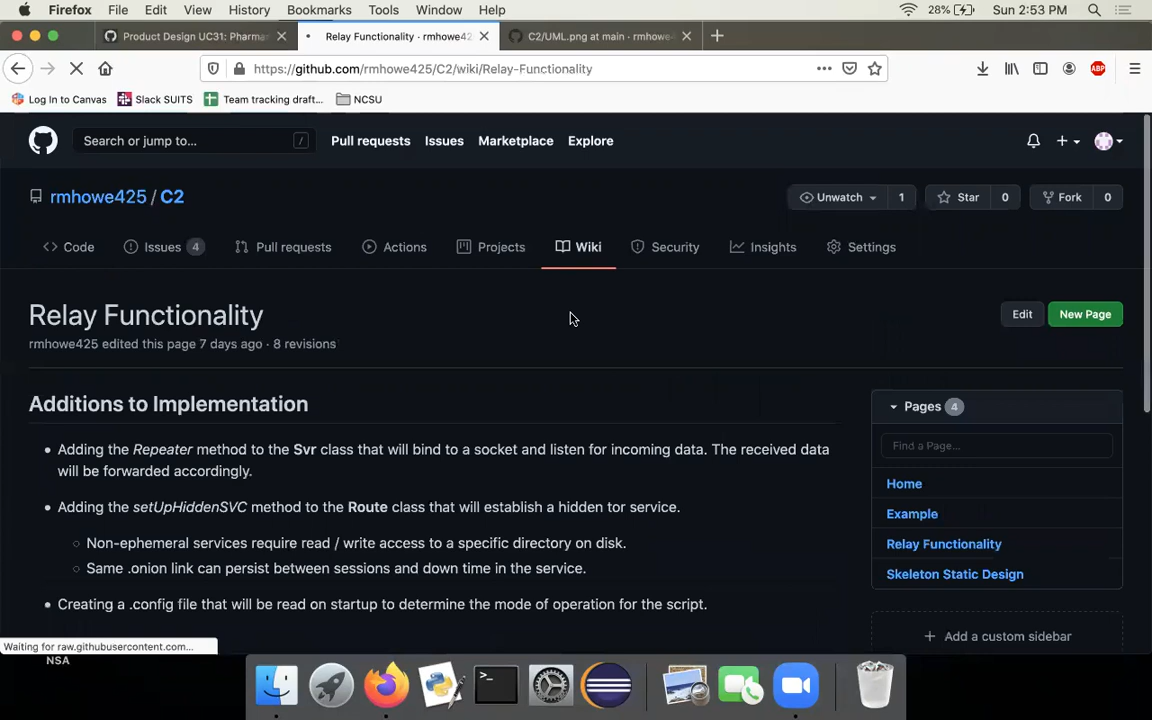 Firefox File Edit View History Bookmarks Tools Window Help 28% Sun 2:53 PM
Product Design UC31: Pharma Relay Functionality · rmhowe42 C2/UML.png at main · rmhowe4
https://github.com/rmhowe425/C2/wiki/Relay-Functionality
Log In to Canvas Slack SUITS Team tracking draft... NCSU
Search or jump to... / Pull requests Issues Marketplace Explore
rmhowe425 / C2 Unwatch 1 Star 0 Fork 0
Code Issues 4 Pull requests Actions Projects Wiki Security Insights Settings
Relay Functionality Edit New Page
rmhowe425 edited this page 7 days ago · 8 revisions
Additions to Implementation
Adding the Repeater method to the Svr class that will bind to a socket and listen for incoming data. The received data
will be forwarded accordingly.
Adding the setUpHiddenSVC method to the Route class that will establish a hidden tor service.
Non-ephemeral services require read / write access to a specific directory on disk.
Same .onion link can persist between sessions and down time in the service.
Creating a .config file that will be read on startup to determine the mode of operation for the script.
Pages 4
Find a Page...
Home
Example
Relay Functionality
Skeleton Static Design
Add a custom sidebar
Waiting for raw.githubusercontent.com...
NSA